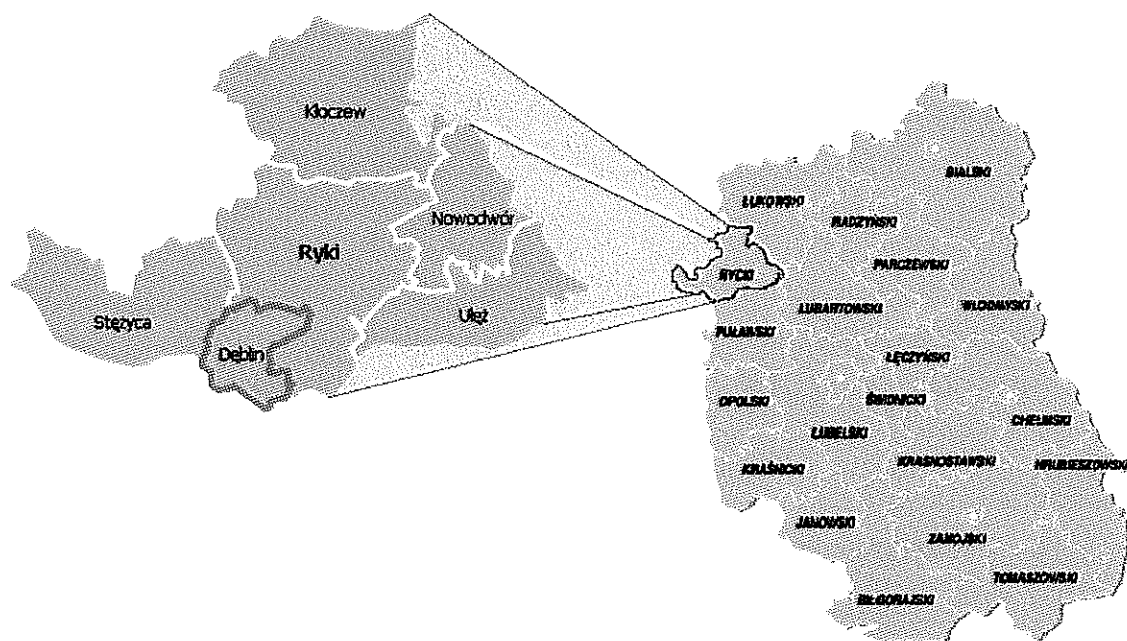 Kłoczew
Nowodwór
Ryki
Stężyca
Ułęż
Dęblin
BIALSKI
ŁUKOWSKI
RADZYŃSKI
PARCZEWSKI
RYCKI
LUBARTOWSKI
WŁODAWSKI
PUŁAWSKI
ŁĘCZYŃSKI
OPOLSKI
ŚWIDNICKI
CHEŁMSKI
LUBELSKI
KRAŚNICKI
KRASNOSTAWSKI
HRUBIESZOWSKI
JANOWSKI
ZAMOJSKI
TOMASZOWSKI
BIŁGORAJSKI